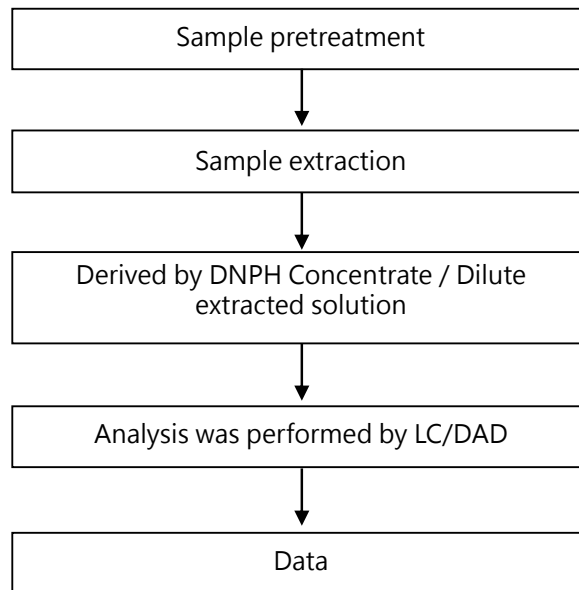 Sample pretreatment
Sample extraction
Derived by DNPH Concentrate / Dilute
extracted solution
Analysis was performed by LC/DAD
Data